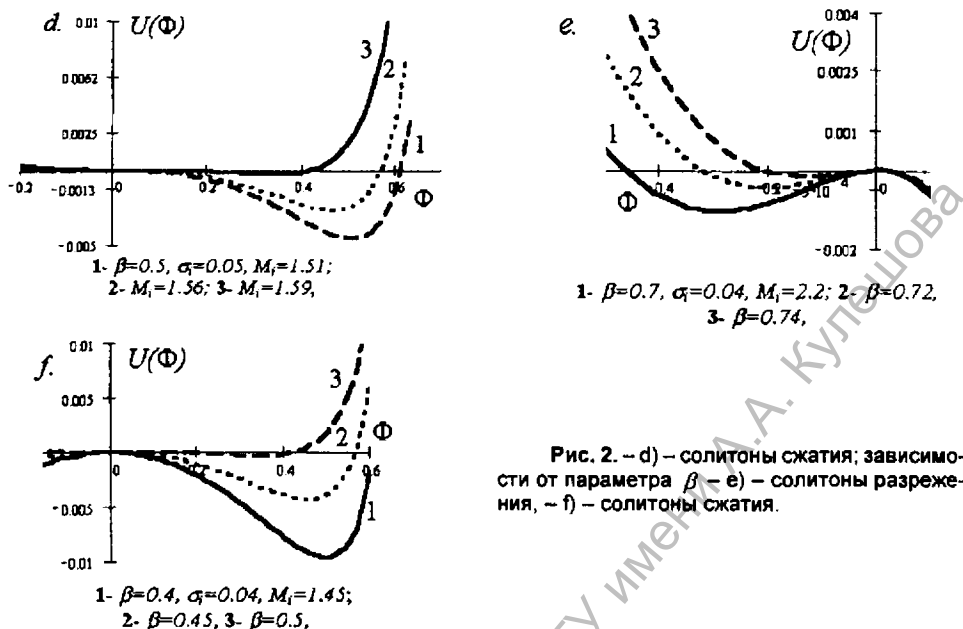 d.
U(Φ)
0.01
0.0062
0.0025
-0.2
-0.0013
0
0.2
0.4
0.6
Φ
-0.005
3
2
1
1- β=0.5, σi=0.05, Mi=1.51;
2- Mi=1.56; 3- Mi=1.59,
e.
U(Φ)
0.004
0.0025
0.001
3
2
1
Φ
0
-0.002
1- β=0.7, σi=0.04, Mi=2.2; 2- β=0.72,
3- β=0.74,
f.
U(Φ)
0.01
0.005
0
0.2
0.4
0.6
Φ
-0.005
-0.01
3
2
1
1- β=0.4, σi=0.04, Mi=1.45;
2- β=0.45, 3- β=0.5,
Рис. 2. – d) – солитоны сжатия; зависимо-
сти от параметра β – e) – солитоны разреже-
ния, – f) – солитоны сжатия.
имени А.А. Кулешова